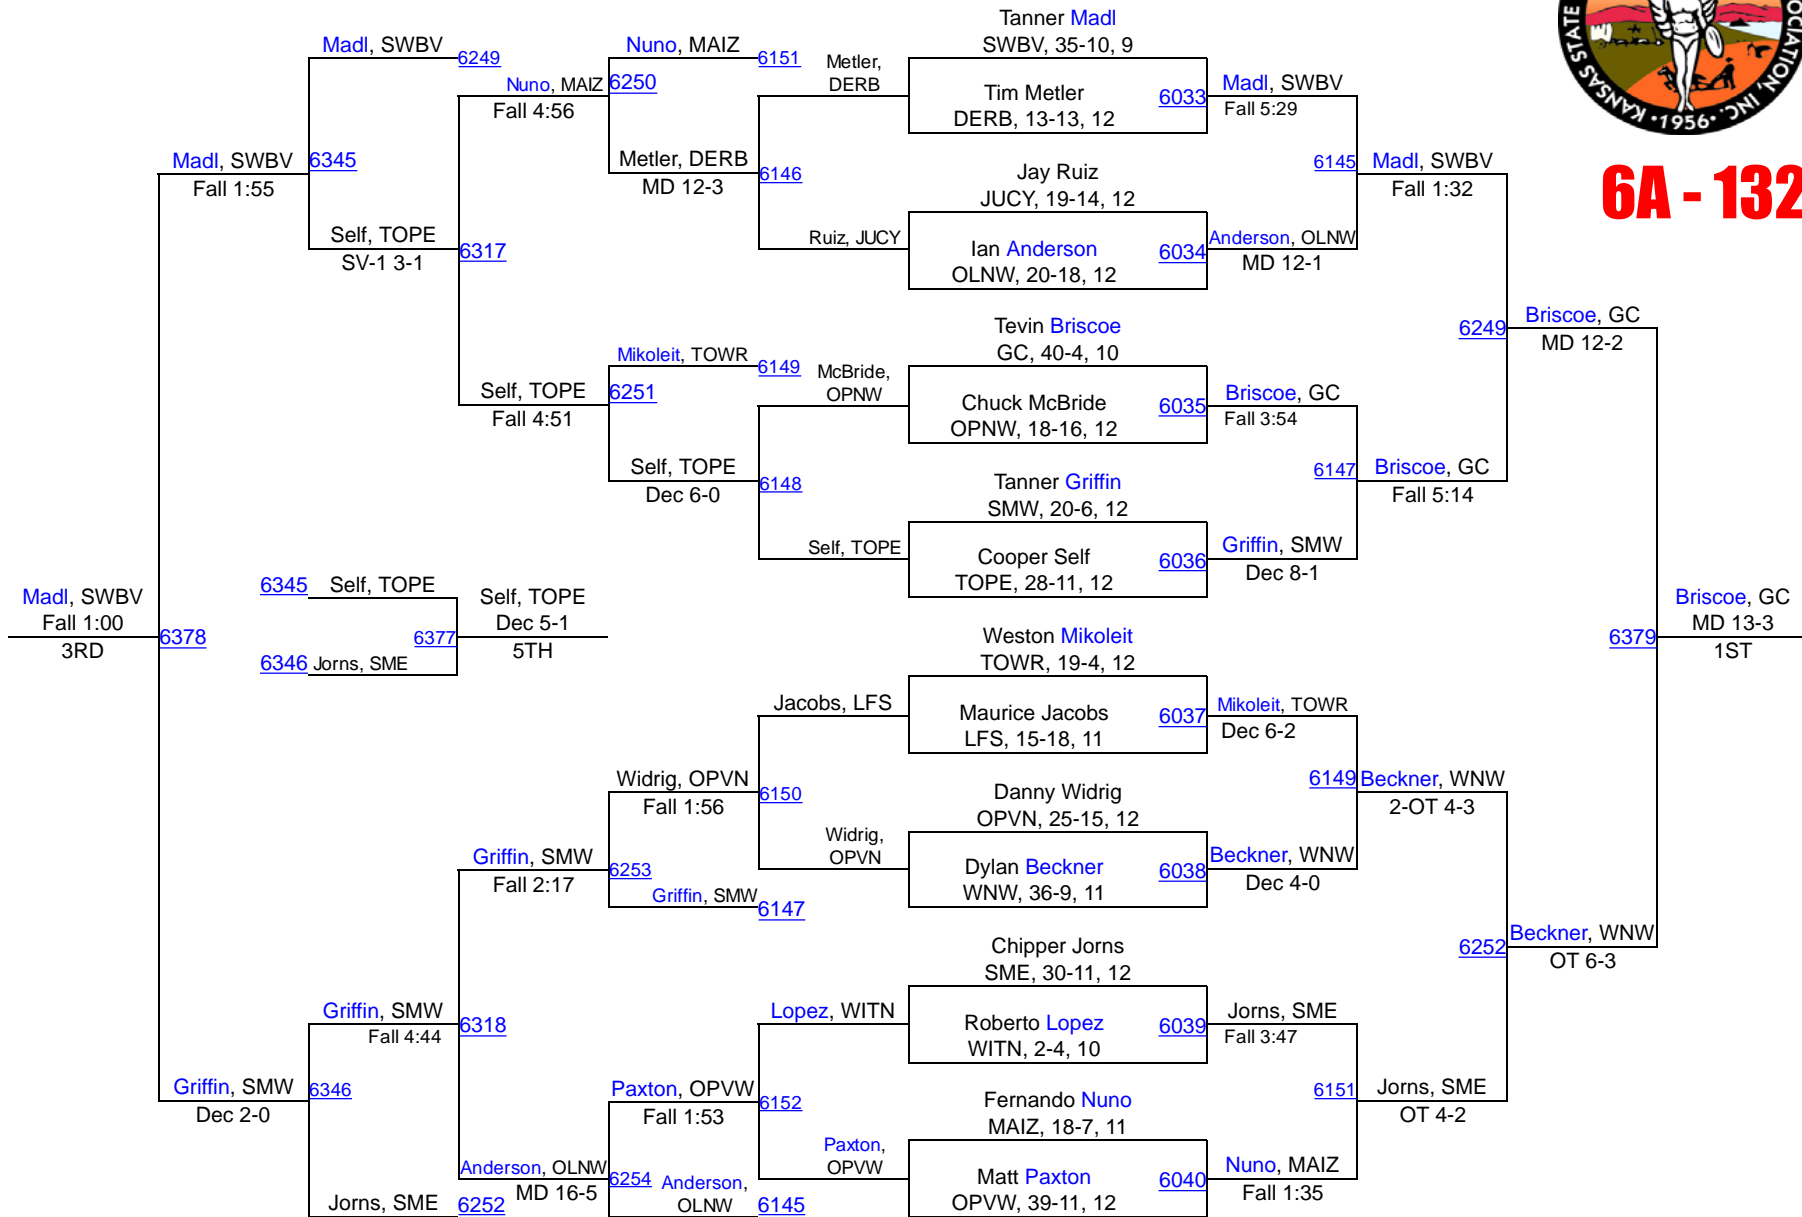 KANSAS STATE
OCIATION, INC.
•1956•
6A - 132
Tanner Madl
SWBV, 35-10, 9
Tim Metler
DERB, 13-13, 12
6033
Jay Ruiz
JUCY, 19-14, 12
Ian Anderson
OLNW, 20-18, 12
6034
Tevin Briscoe
GC, 40-4, 10
Chuck McBride
OPNW, 18-16, 12
6035
Tanner Griffin
SMW, 20-6, 12
Cooper Self
TOPE, 28-11, 12
6036
Weston Mikoleit
TOWR, 19-4, 12
Maurice Jacobs
LFS, 15-18, 11
6037
Danny Widrig
OPVN, 25-15, 12
Dylan Beckner
WNW, 36-9, 11
6038
Chipper Jorns
SME, 30-11, 12
Roberto Lopez
WITN, 2-4, 10
6039
Fernando Nuno
MAIZ, 18-7, 11
Matt Paxton
OPVW, 39-11, 12
6040
Madl, SWBV
Fall 5:29
6145
Anderson, OLNW
MD 12-1
Briscoe, GC
Fall 3:54
6147
Griffin, SMW
Dec 8-1
Mikoleit, TOWR
Dec 6-2
6149
Beckner, WNW
Dec 4-0
Jorns, SME
Fall 3:47
6151
Nuno, MAIZ
Fall 1:35
Madl, SWBV
Fall 1:32
6249
Briscoe, GC
Fall 5:14
Beckner, WNW
2-OT 4-3
6252
Jorns, SME
OT 4-2
Briscoe, GC
MD 12-2
6379
Beckner, WNW
OT 6-3
Briscoe, GC
MD 13-3
1ST
Metler,
DERB
6146
Ruiz, JUCY
McBride,
OPNW
6148
Self, TOPE
Jacobs, LFS
6150
Widrig,
OPVN
Lopez, WITN
6152
Paxton,
OPVW
Nuno, MAIZ
6151
6250
Metler, DERB
MD 12-3
Mikoleit, TOWR
6149
6251
Self, TOPE
Dec 6-0
Widrig, OPVN
Fall 1:56
6253
Griffin, SMW
6147
Paxton, OPVW
Fall 1:53
6254
Anderson,
OLNW
6145
Nuno, MAIZ
Fall 4:56
6317
Self, TOPE
Fall 4:51
Griffin, SMW
Fall 2:17
6318
Anderson, OLNW
MD 16-5
Madl, SWBV
6249
6345
Self, TOPE
SV-1 3-1
Griffin, SMW
Fall 4:44
6346
Jorns, SME
6252
Madl, SWBV
Fall 1:55
6378
Griffin, SMW
Dec 2-0
Madl, SWBV
Fall 1:00
3RD
6345
Self, TOPE
6377
6346
Jorns, SME
Self, TOPE
Dec 5-1
5TH